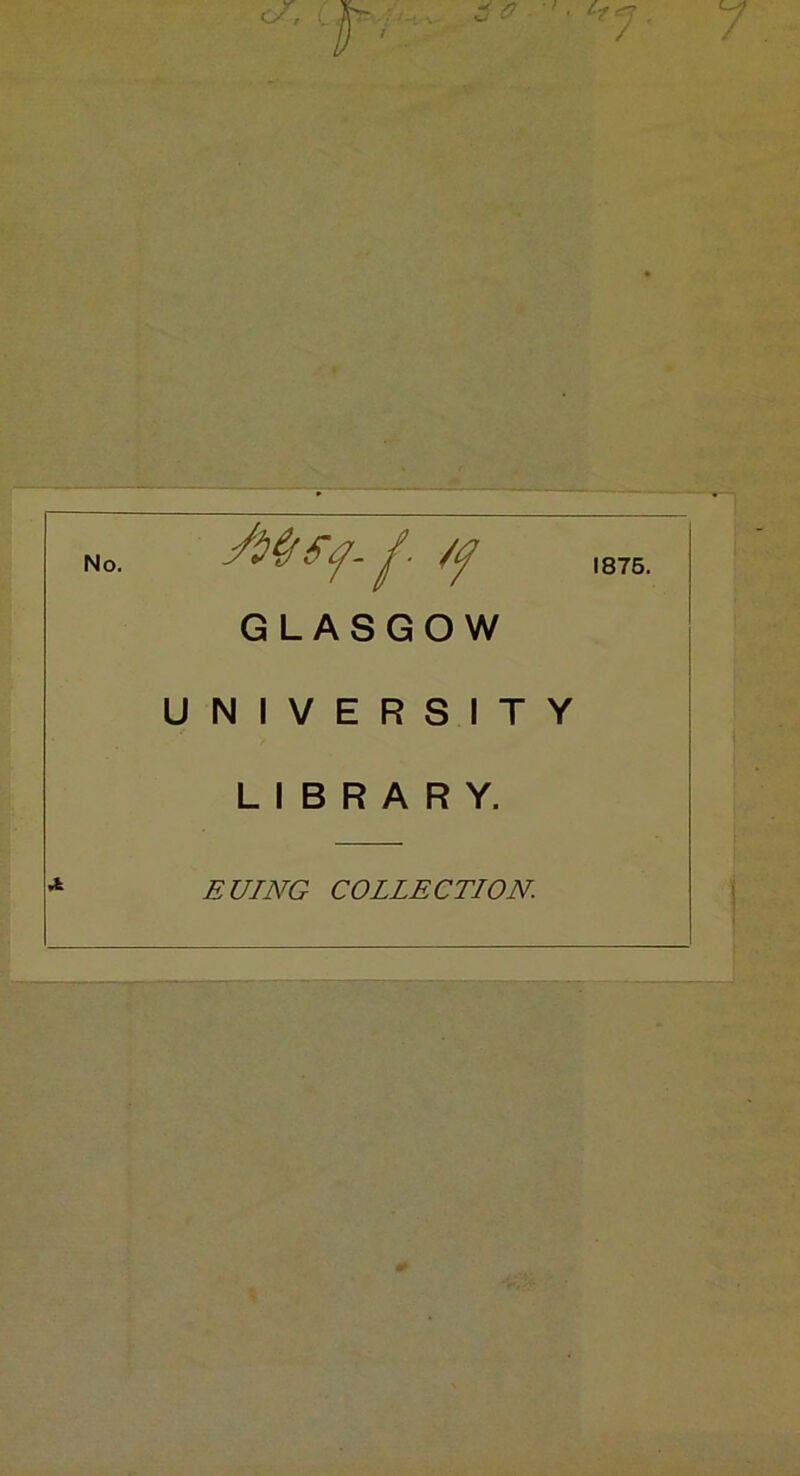 No. 1875.
GLASGOW
UNIVERSITY
LIBRARY.
EUING COLLECTION.